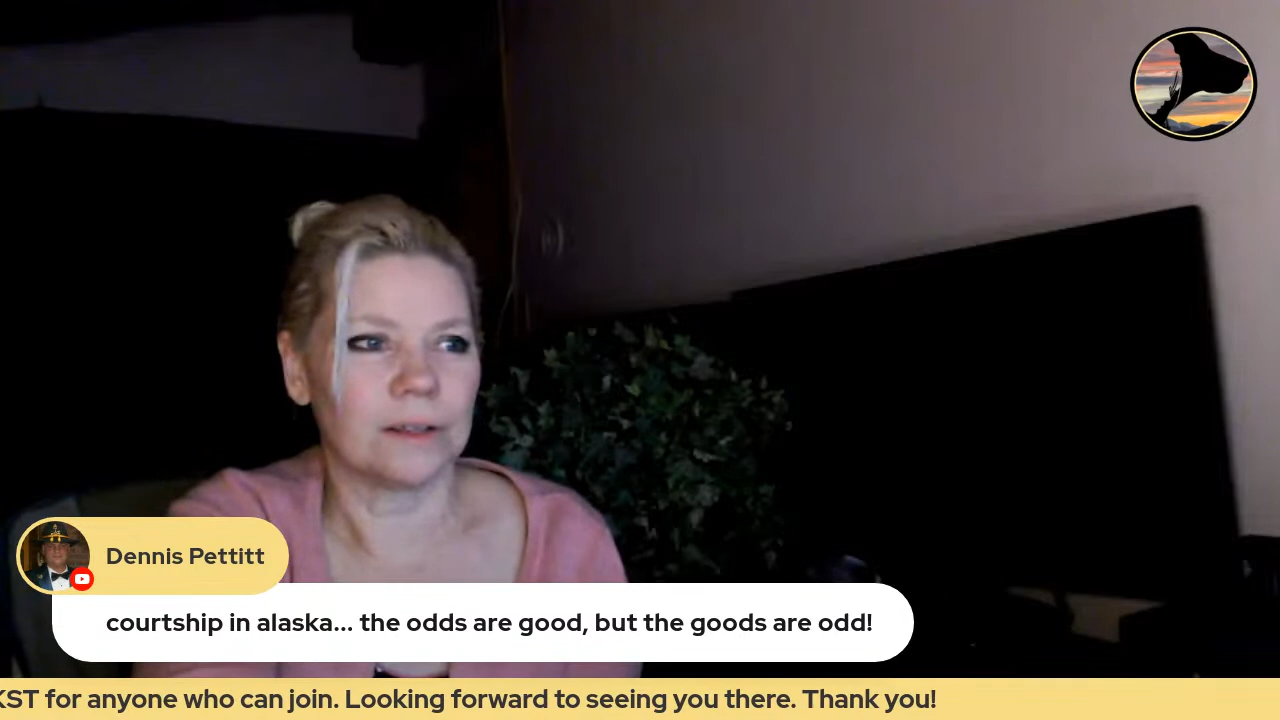 Dennis Pettitt
courtship in alaska... the odds are good, but the goods are odd!
KST for anyone who can join. Looking forward to seeing you there. Thank you!